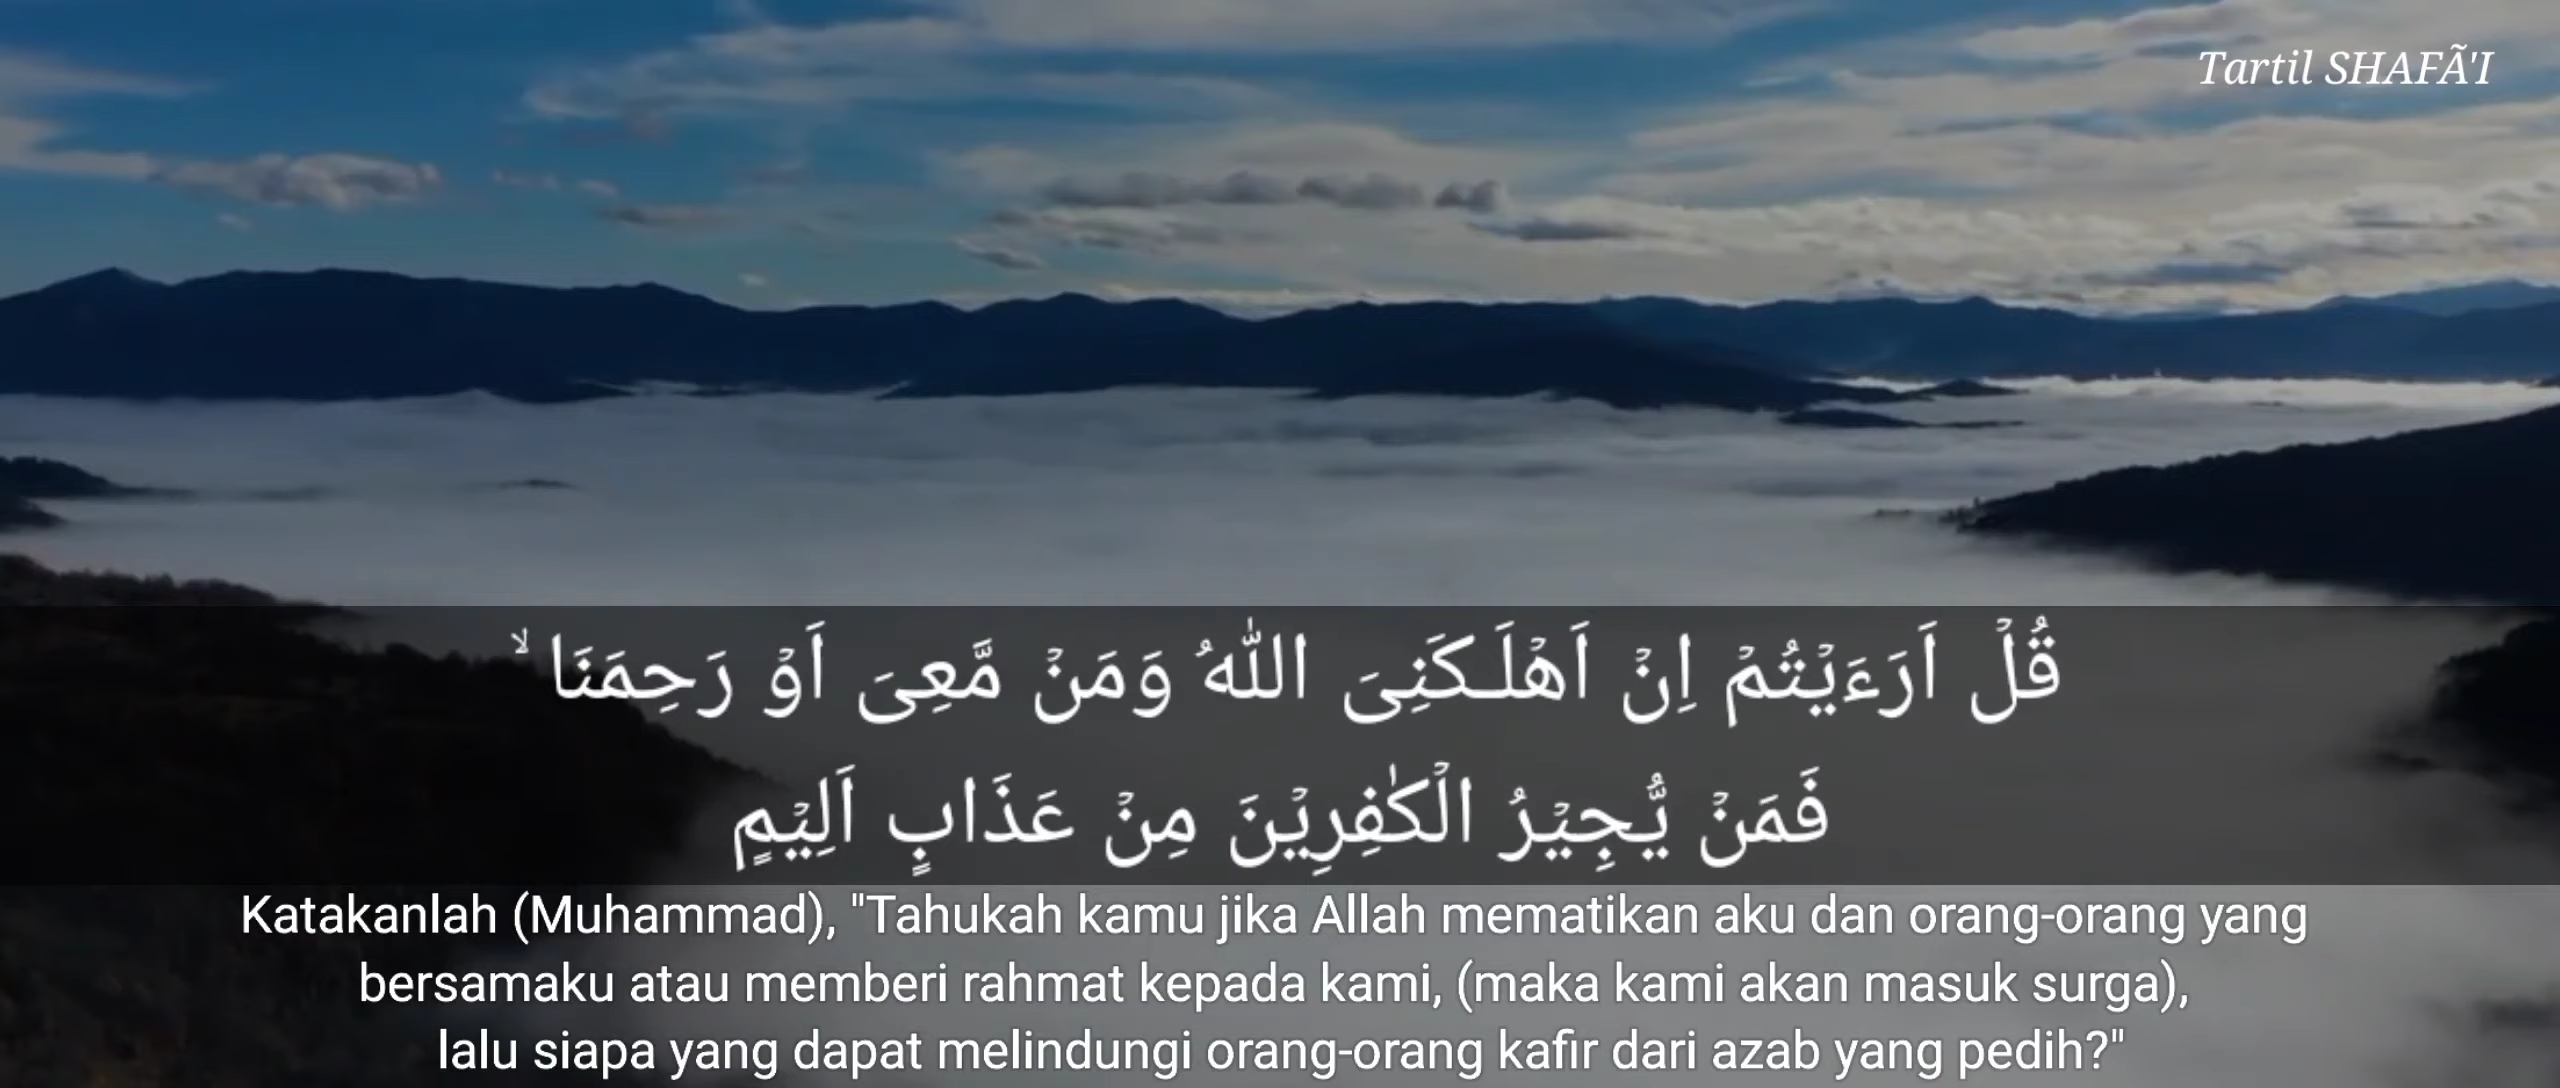 Tartil SHAFÃ'I
قُلْ اَرَءَيْتُمْ اِنْ اَهْلَـكَنِىَ اللّٰهُ وَمَنْ مَّعِىَ اَوْ رَحِمَنَا ۙ
فَمَنْ يُّجِيْرُ الْكٰفِرِيْنَ مِنْ عَذَابٍ اَلِيْمٍ
Katakanlah (Muhammad), "Tahukah kamu jika Allah mematikan aku dan orang-orang yang
bersamaku atau memberi rahmat kepada kami, (maka kami akan masuk surga),
lalu siapa yang dapat melindungi orang-orang kafir dari azab yang pedih?"